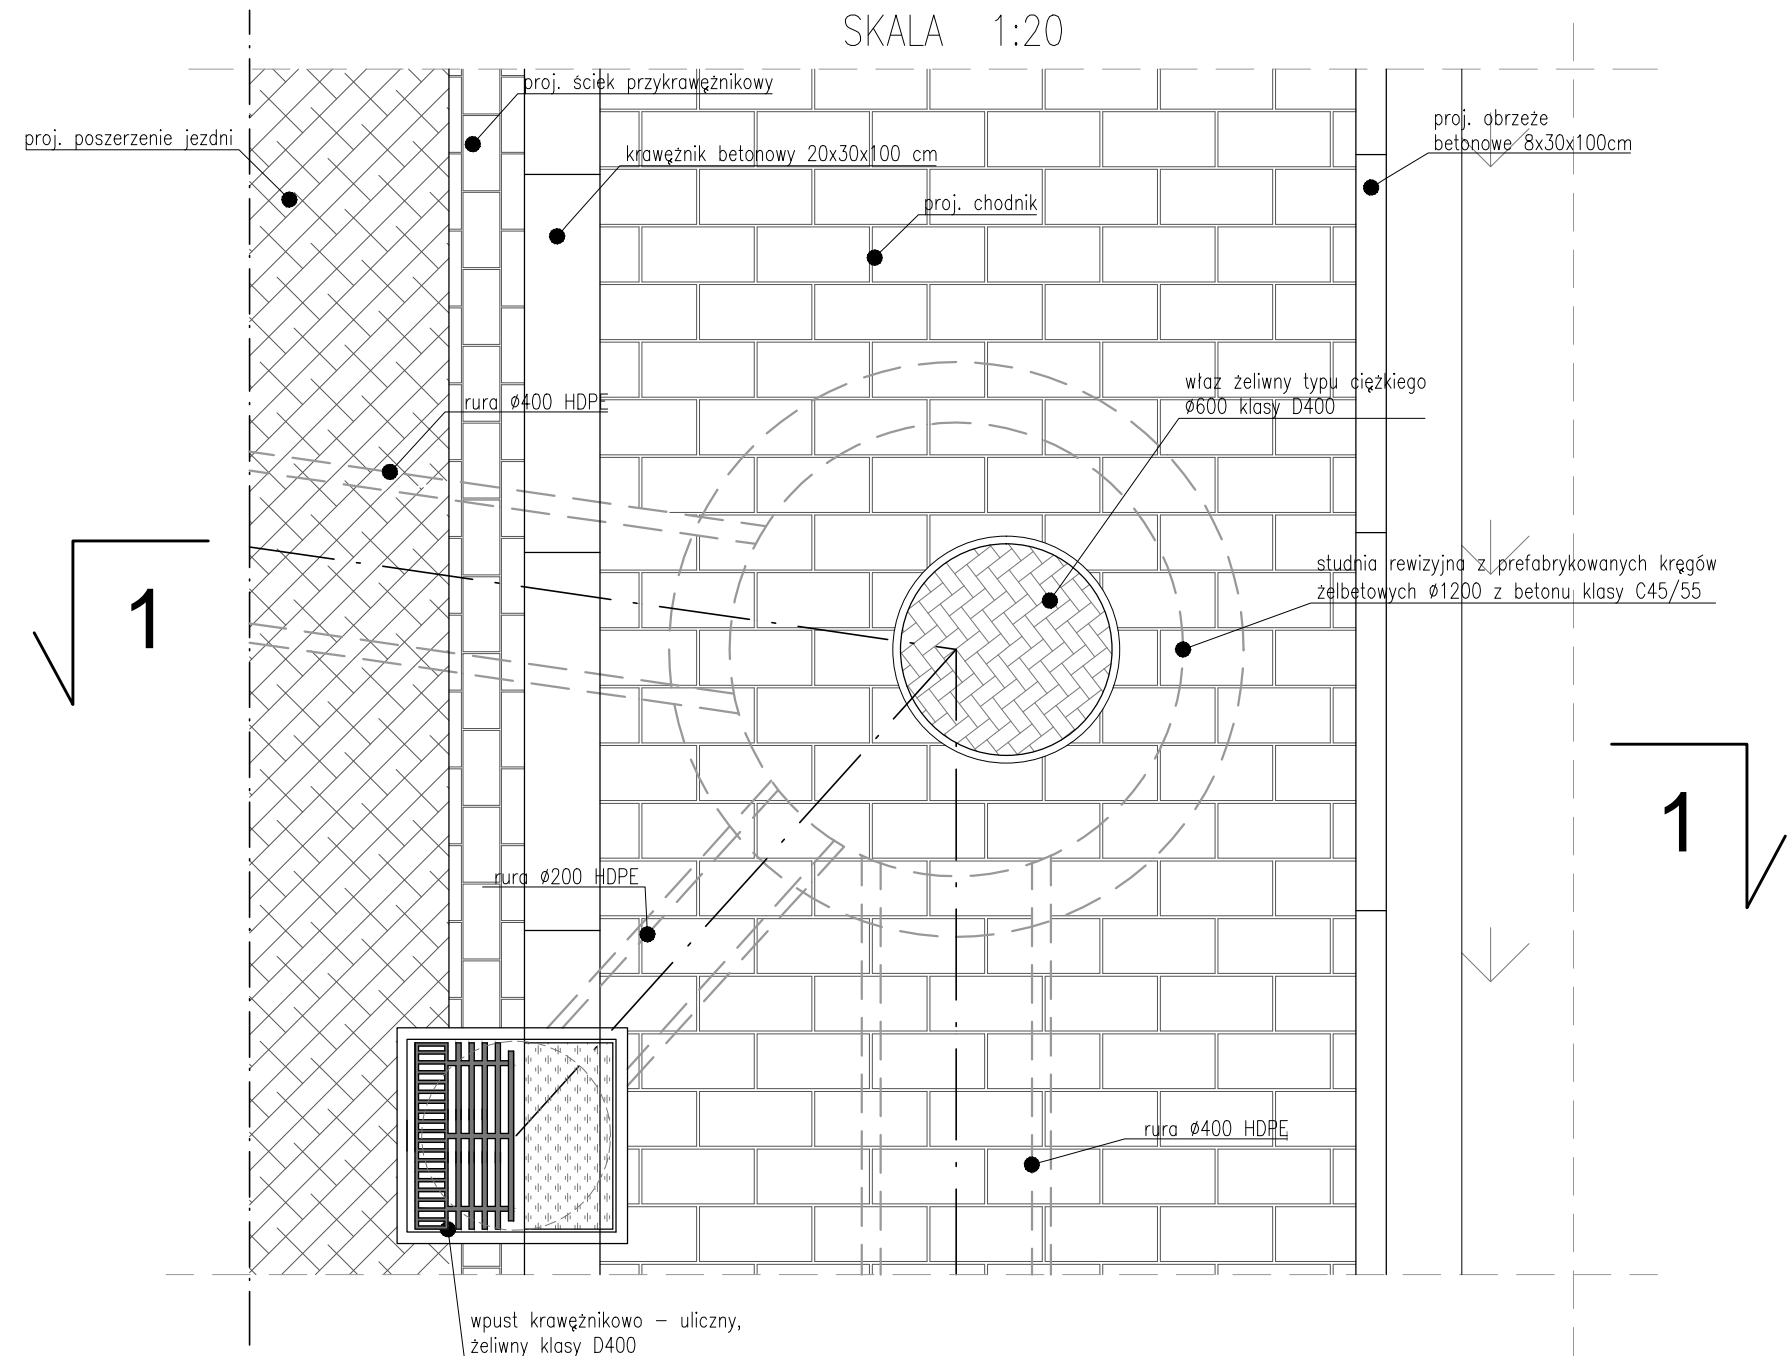 SKALA 1:20
proj. ściek przykrawężnikowy
proj. poszerzenie jezdni
krawężnik betonowy 20x30x100 cm
proj. obrzeże
betonowe 8x30x100cm
proj. chodnik
właz żeliwny typu ciężkiego
Ø600 klasy D400
rura Ø400 HDPE
studnia rewizyjna z prefabrykowanych kręgów
żelbetowych Ø1200 z betonu klasy C45/55
1
1
rura Ø200 HDPE
rura Ø400 HDPE
wpust krawężnikowo – uliczny,
żeliwny klasy D400